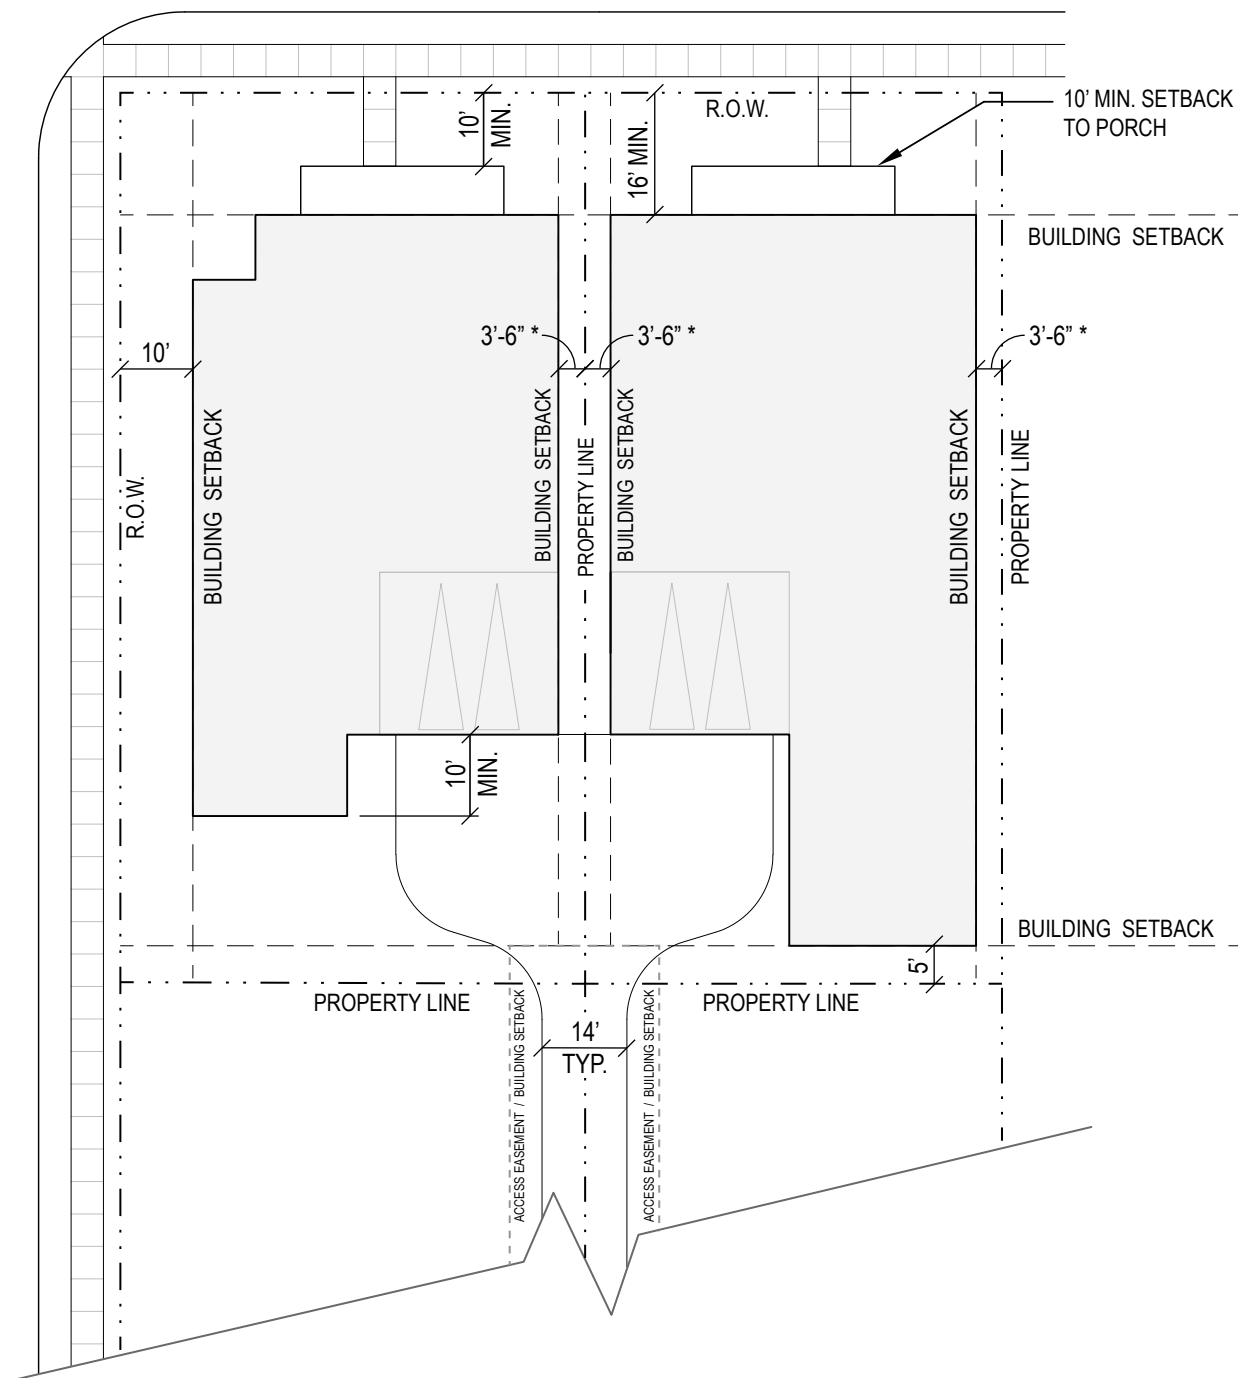 10’ MIN. SETBACK
TO PORCH
R.O.W.
10’
MIN.
16’ MIN.
BUILDING SETBACK
3’-6” *
3’-6” *
3’-6” *
10’
R.O.W.
BUILDING SETBACK
BUILDING SETBACK
PROPERTY LINE
BUILDING SETBACK
BUILDING SETBACK
PROPERTY LINE
10’
MIN.
BUILDING SETBACK
5’
PROPERTY LINE
PROPERTY LINE
14’
TYP.
ACCESS EASEMENT / BUILDING SETBACK
ACCESS EASEMENT / BUILDING SETBACK